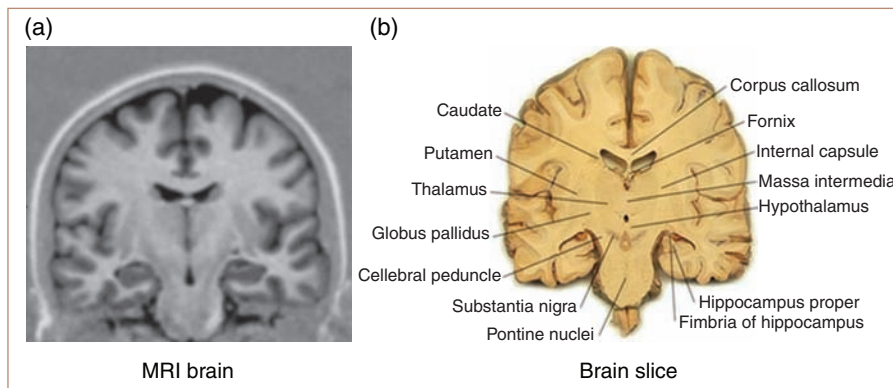 (a)
(b)
Corpus callosum
Caudate
Fornix
Putamen
Internal capsule
Thalamus
Massa intermedia
Hypothalamus
Globus pallidus
Cellebral peduncle
Substantia nigra
Hippocampus proper
Pontine nuclei
Fimbria of hippocampus
MRI brain
Brain slice